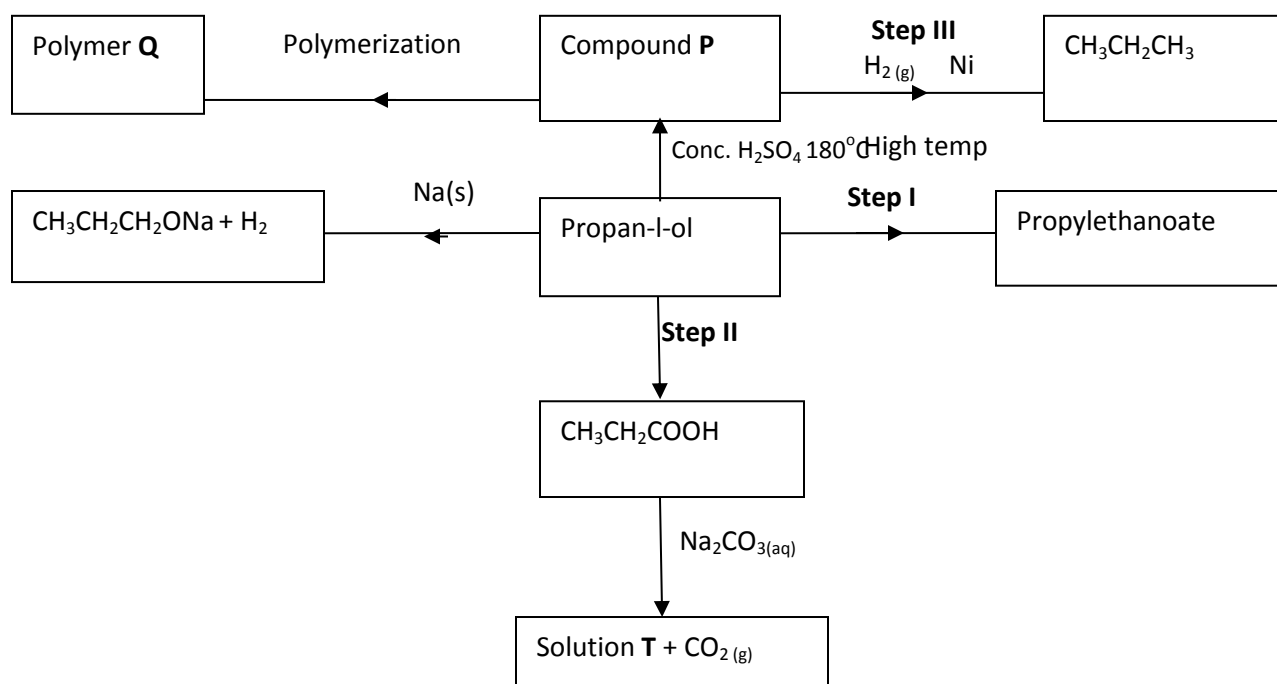 Polymer Q
Polymerization
Compound P
Step III
H₂ (g) Ni
CH₃CH₂CH₃
Conc. H₂SO₄ 180°C
High temp
CH₃CH₂CH₂ONa + H₂
Na(s)
Propan-l-ol
Step I
Propylethanoate
Step II
CH₃CH₂COOH
Na₂CO₃(aq)
Solution T + CO₂ (g)